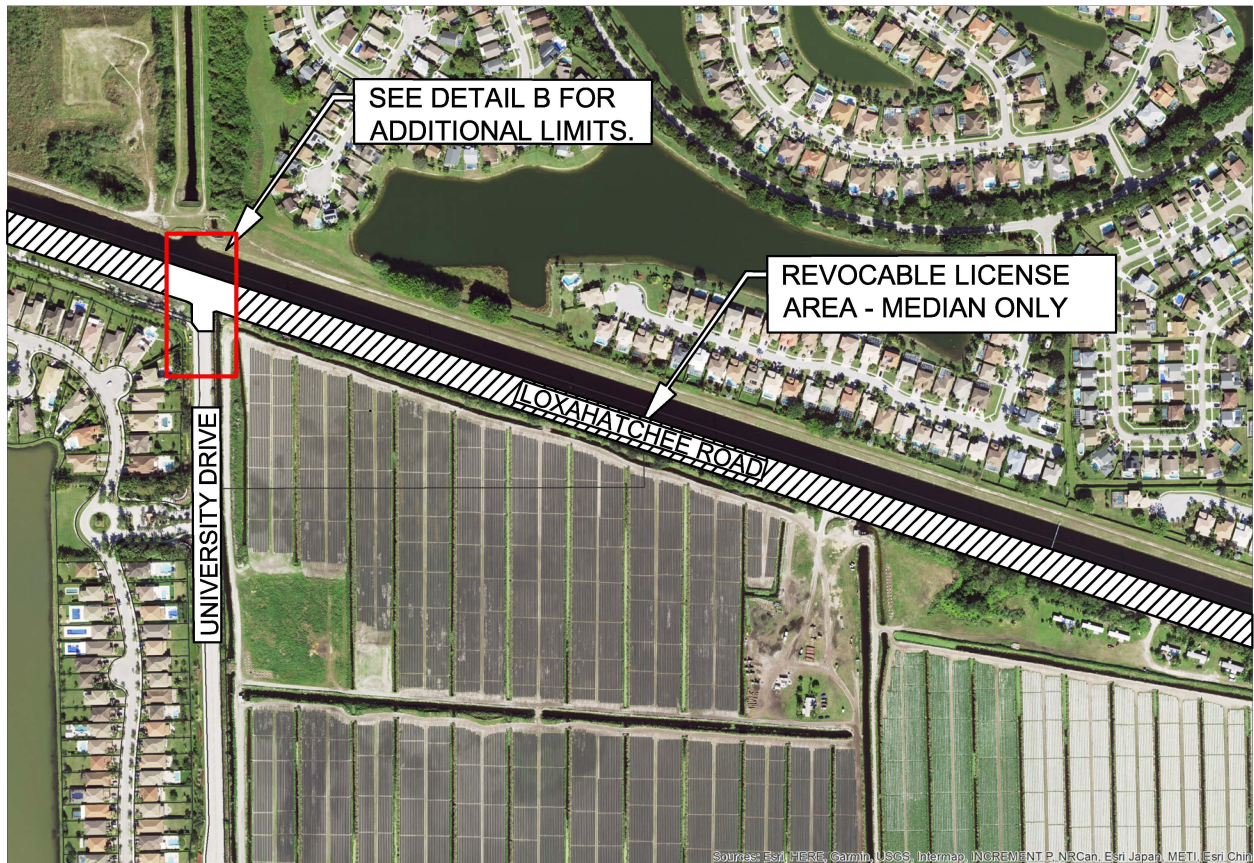 SEE DETAIL B FOR
ADDITIONAL LIMITS.
REVOCABLE LICENSE
AREA - MEDIAN ONLY
LOXAHATCHEE ROAD
UNIVERSITY DRIVE
Sources: Esri, HERE, Garmin, USGS, Intermap, INCREMENT P, NRCan, Esri Japan, METI, Esri Chin